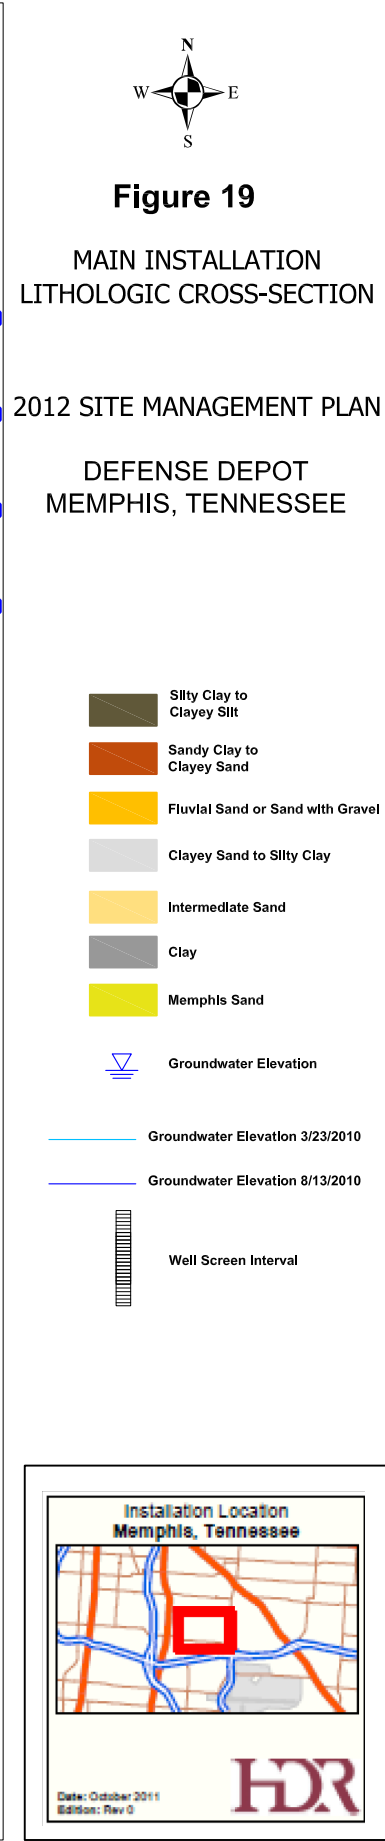 N
W E
S
Figure 19
MAIN INSTALLATION
LITHOLOGIC CROSS-SECTION
2012 SITE MANAGEMENT PLAN
DEFENSE DEPOT
MEMPHIS, TENNESSEE
Silty Clay to
Clayey Silt
Sandy Clay to
Clayey Sand
Fluvial Sand or Sand with Gravel
Clayey Sand to Silty Clay
Intermediate Sand
Clay
Memphis Sand
Groundwater Elevation
Groundwater Elevation 3/23/2010
Groundwater Elevation 8/13/2010
Well Screen Interval
Installation Location
Memphis, Tennessee
Date: October 2011
Edition: Rev 0
HDR